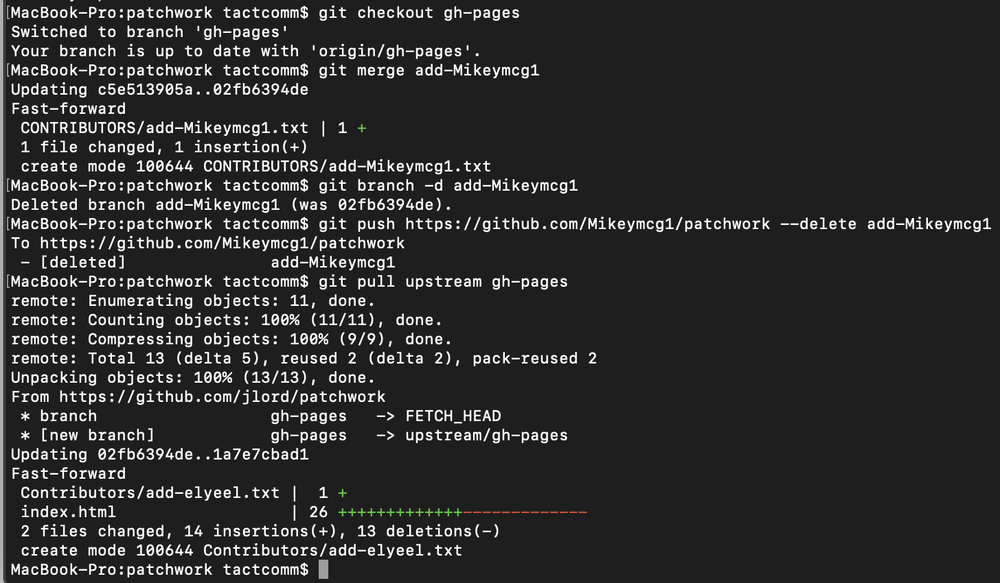 [MacBook-Pro:patchwork tactcomm$ git checkout gh-pages
Switched to branch 'gh-pages'
Your branch is up to date with 'origin/gh-pages'.
[MacBook-Pro:patchwork tactcomm$ git merge add-Mikeymcg1
Updating c5e513905a..02fb6394de
Fast-forward
 CONTRIBUTORS/add-Mikeymcg1.txt | 1 +
 1 file changed, 1 insertion(+)
 create mode 100644 CONTRIBUTORS/add-Mikeymcg1.txt
[MacBook-Pro:patchwork tactcomm$ git branch -d add-Mikeymcg1
Deleted branch add-Mikeymcg1 (was 02fb6394de).
[MacBook-Pro:patchwork tactcomm$ git push https://github.com/Mikeymcg1/patchwork --delete add-Mikeymcg1
To https://github.com/Mikeymcg1/patchwork
 - [deleted]               add-Mikeymcg1
[MacBook-Pro:patchwork tactcomm$ git pull upstream gh-pages
remote: Enumerating objects: 11, done.
remote: Counting objects: 100% (11/11), done.
remote: Compressing objects: 100% (9/9), done.
remote: Total 13 (delta 5), reused 2 (delta 2), pack-reused 2
Unpacking objects: 100% (13/13), done.
From https://github.com/jlord/patchwork
 * branch                  gh-pages   -> FETCH_HEAD
 * [new branch]            gh-pages   -> upstream/gh-pages
Updating 02fb6394de..1a7e7cbad1
Fast-forward
 Contributors/add-elyeel.txt |  1 +
 index.html                  | 26 +++++++++++++-------------
 2 files changed, 14 insertions(+), 13 deletions(-)
 create mode 100644 Contributors/add-elyeel.txt
MacBook-Pro:patchwork tactcomm$